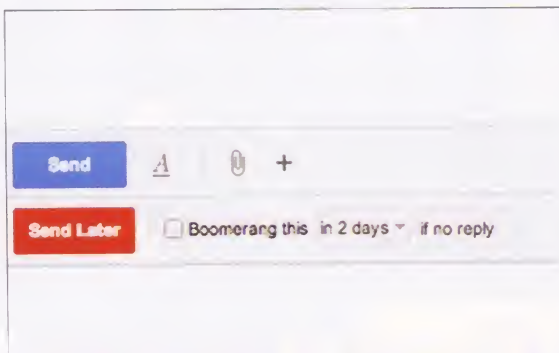 Send A +
Send Later Boomerang this in 2 days if no reply